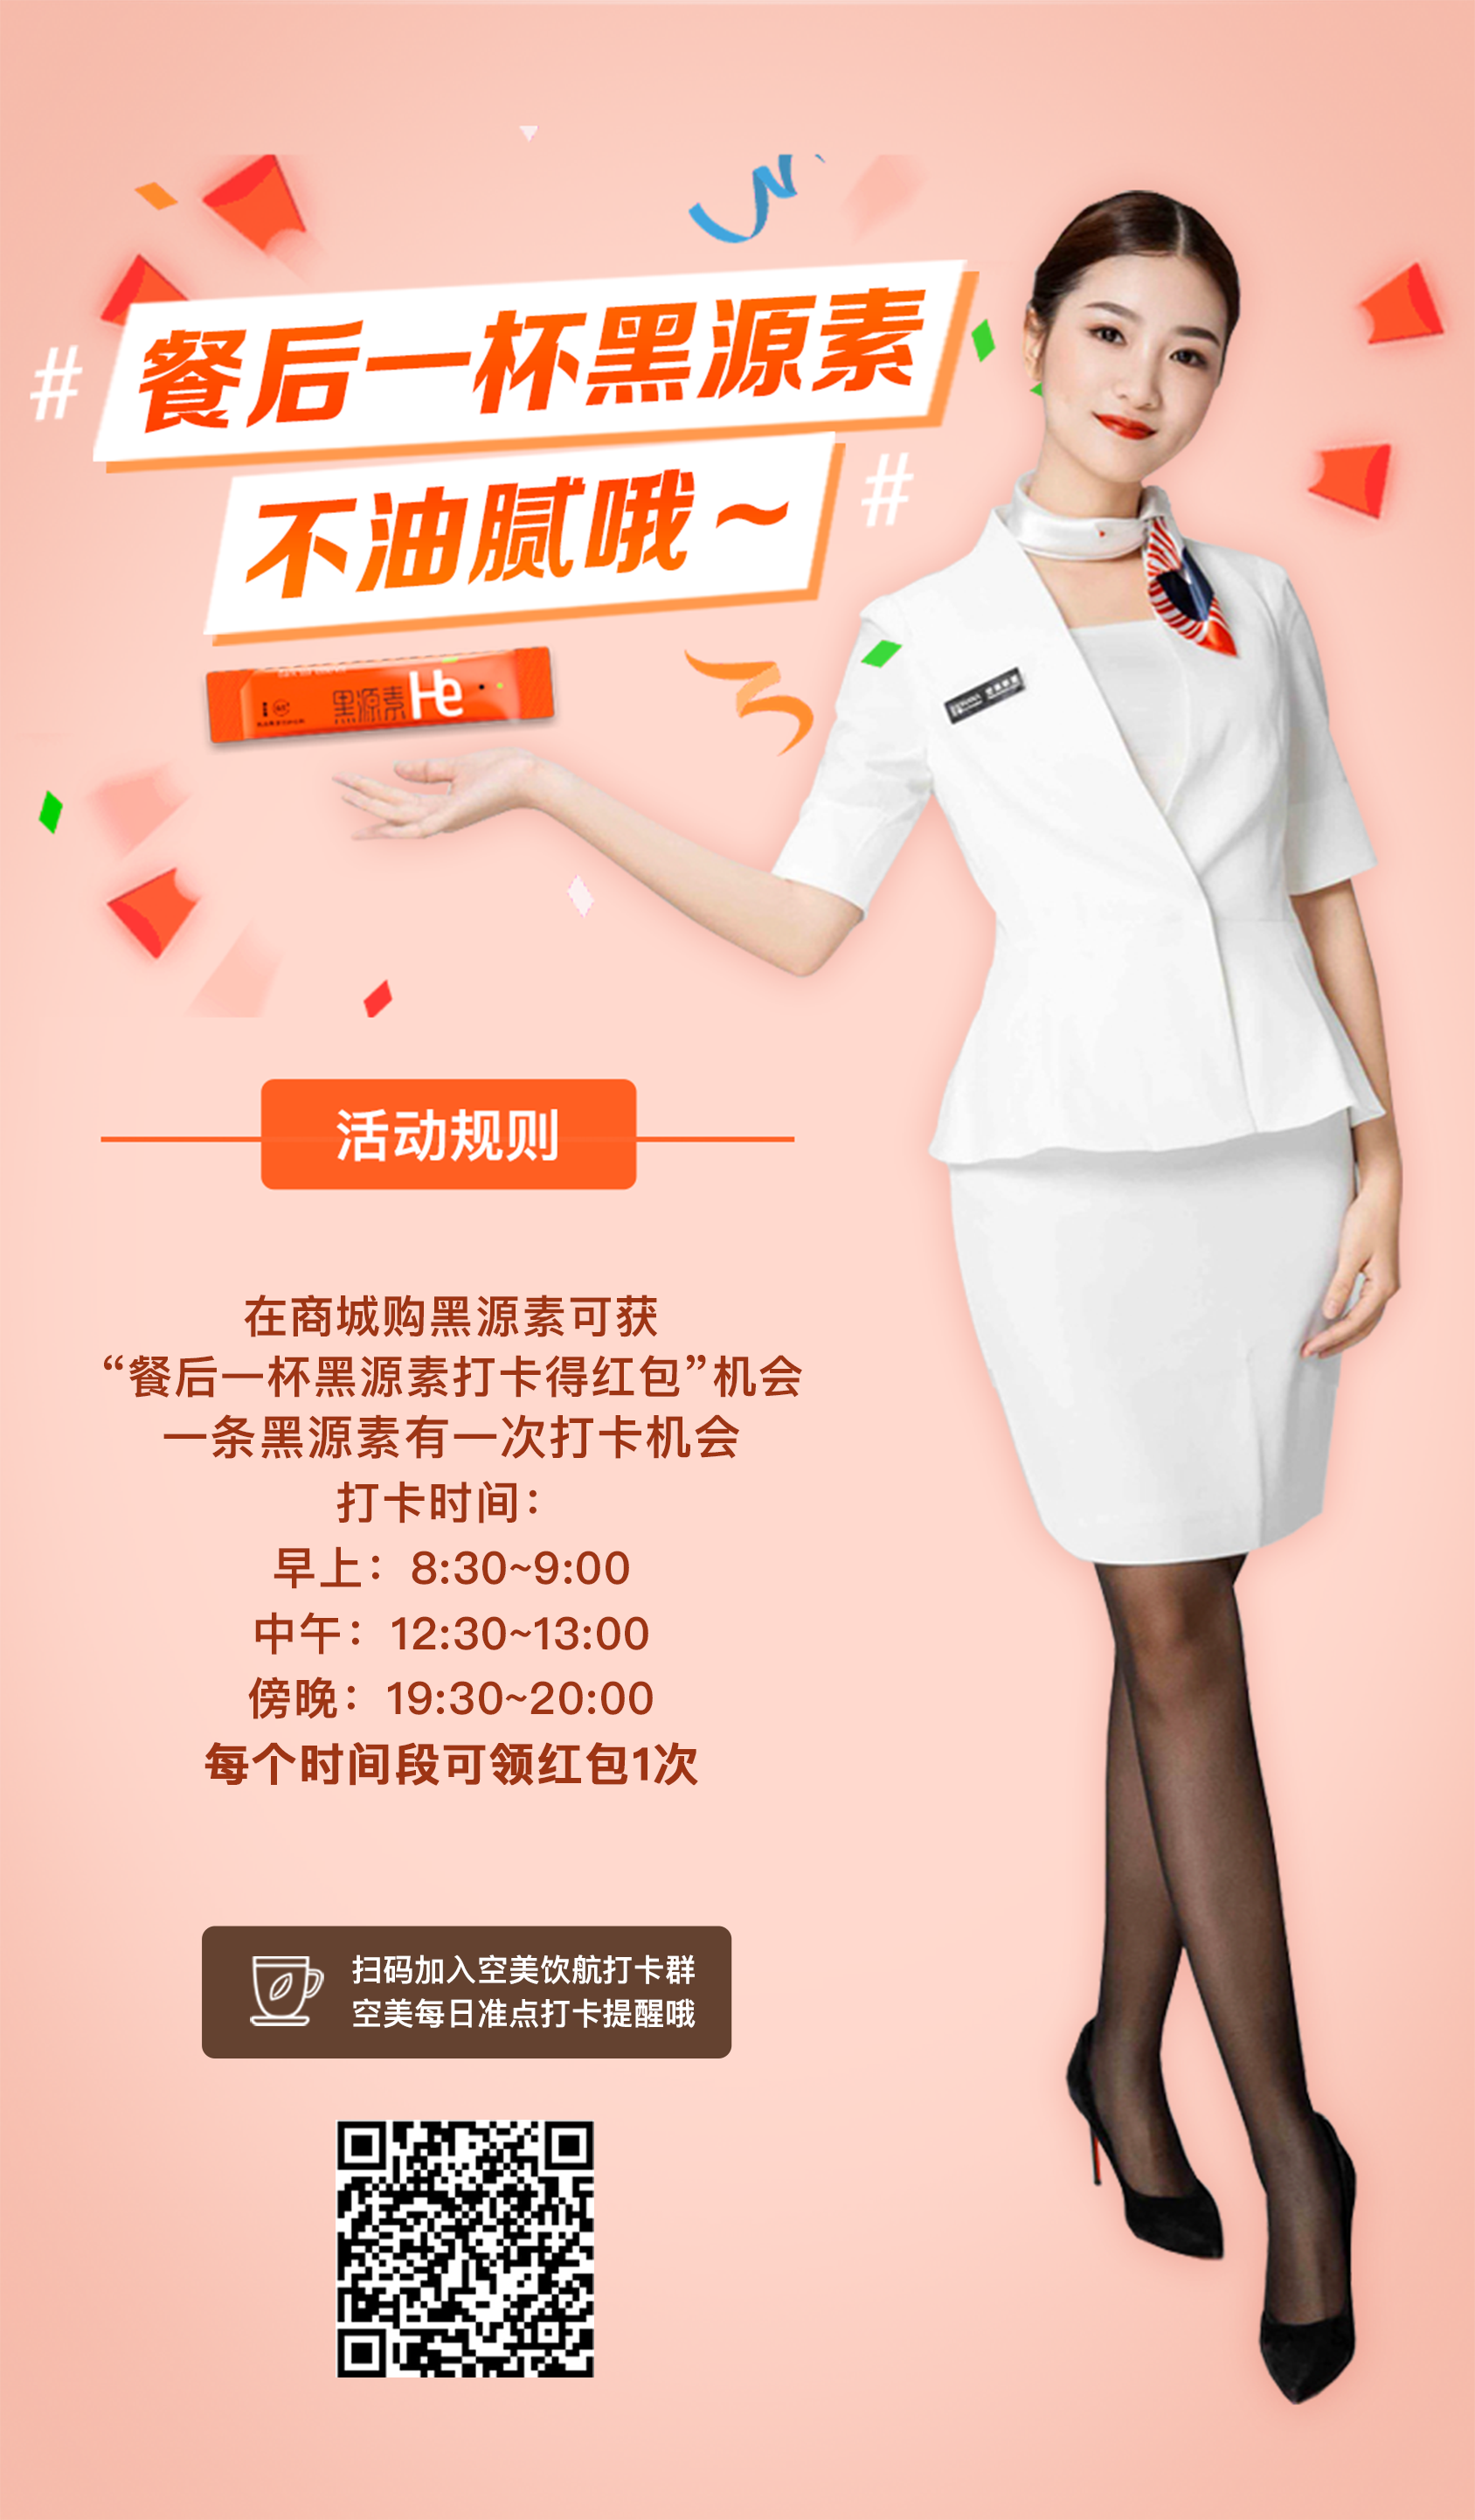 #
餐后一杯黑源素
不油腻哦~
#
黑源素 He
活动规则
在商城购黑源素可获
“餐后一杯黑源素打卡得红包”机会
一条黑源素有一次打卡机会
打卡时间：
早上：8:30~9:00
中午：12:30~13:00
傍晚：19:30~20:00
每个时间段可领红包1次
扫码加入空美饮航打卡群
空美每日准点打卡提醒哦